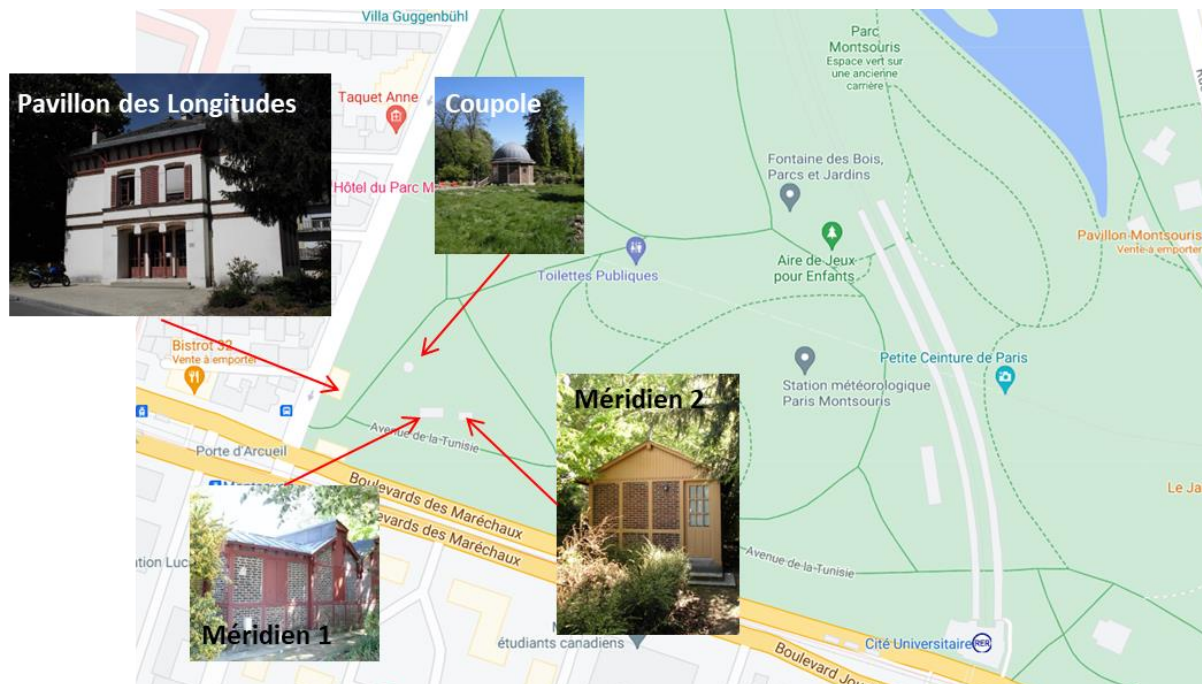 Villa Guggenbühl
Parc
Montsouris
Espace vert sur
une ancienne
carrière
Pavillon des Longitudes
Taquet Anne
Coupole
Hôtel du Parc M
Fontaine des Bois,
Parcs et Jardins
Toilettes Publiques
Aire de Jeux
pour Enfants
Pavillon Montsouris
Vente à emporter
Bistrot 32
Vente à emporter
Petite Ceinture de Paris
Station météorologique
Paris Montsouris
Méridien 2
Avenue de la Tunisie
Porte d'Arcueil
Boulevards des Maréchaux
levards des Maréchaux
Le Ja
Avenue de la Tunisie
Méridien 1
étudiants canadiens
Cité Universitaire
RER
Boulevard Jou